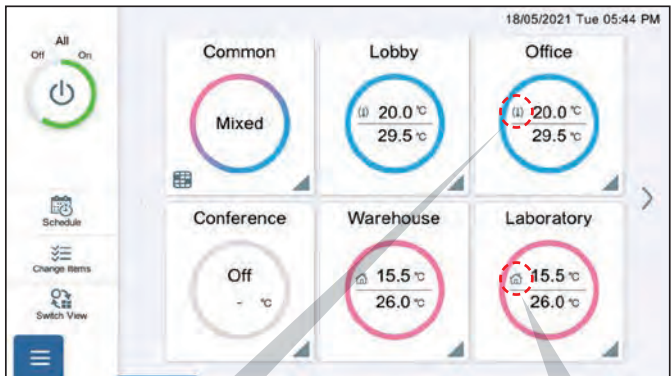 18/05/2021 Tue 05:44 PM
All
Off
On
Common
Mixed
Lobby
20.0 ℃
29.5 ℃
Office
20.0 ℃
29.5 ℃
Schedule
Change Items
Switch View
Conference
Off
- ℃
Warehouse
15.5 ℃
26.0 ℃
Laboratory
15.5 ℃
26.0 ℃